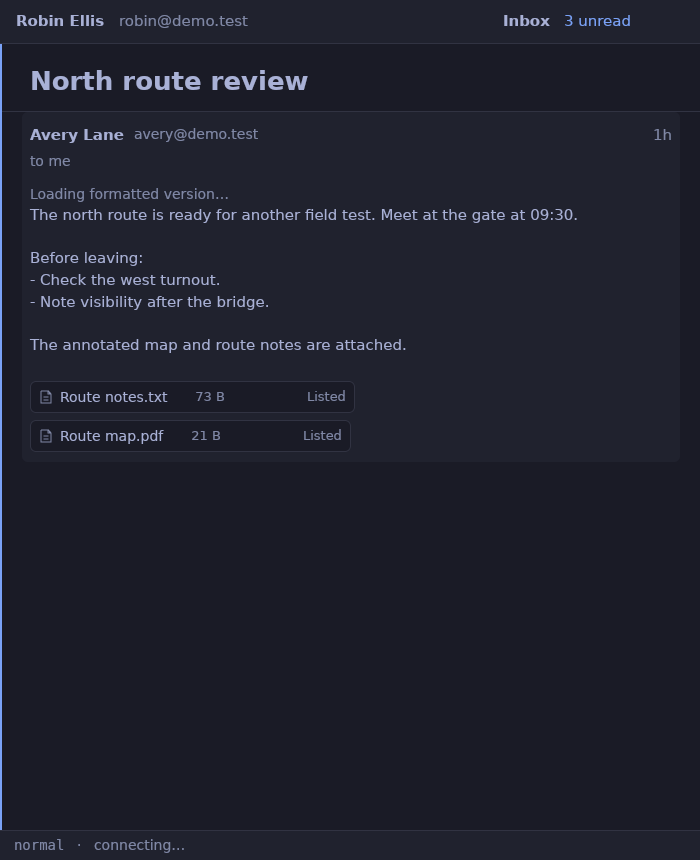 Robin Ellis robin@demo.test Inbox 3 unread
North route review
Avery Lane avery@demo.test 1h
to me
Loading formatted version…
The north route is ready for another field test. Meet at the gate at 09:30.
Before leaving:
- Check the west turnout.
- Note visibility after the bridge.
The annotated map and route notes are attached.
Route notes.txt 73 B Listed
Route map.pdf 21 B Listed
normal · connecting…